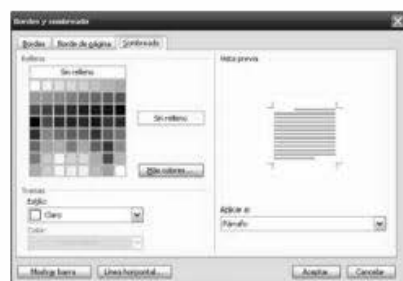 Bordes y sombreado
Bordes
Borde de página
Sombreado
Relleno
Sin relleno
Sin relleno
Más colores...
Vista previa
Tramas
Estilo:
Claro
Color:
Aplicar a:
Párrafo
Mostrar barra
Línea horizontal...
Aceptar
Cancelar